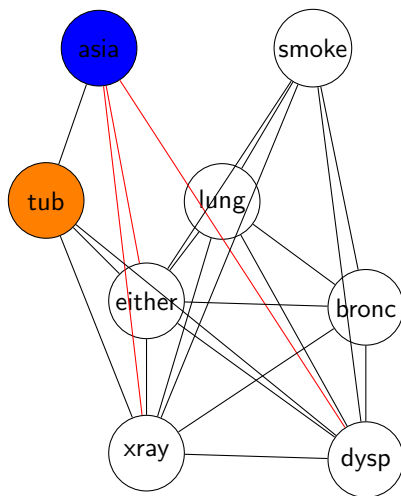 asia
smoke
tub
lung
either
bronc
xray
dysp